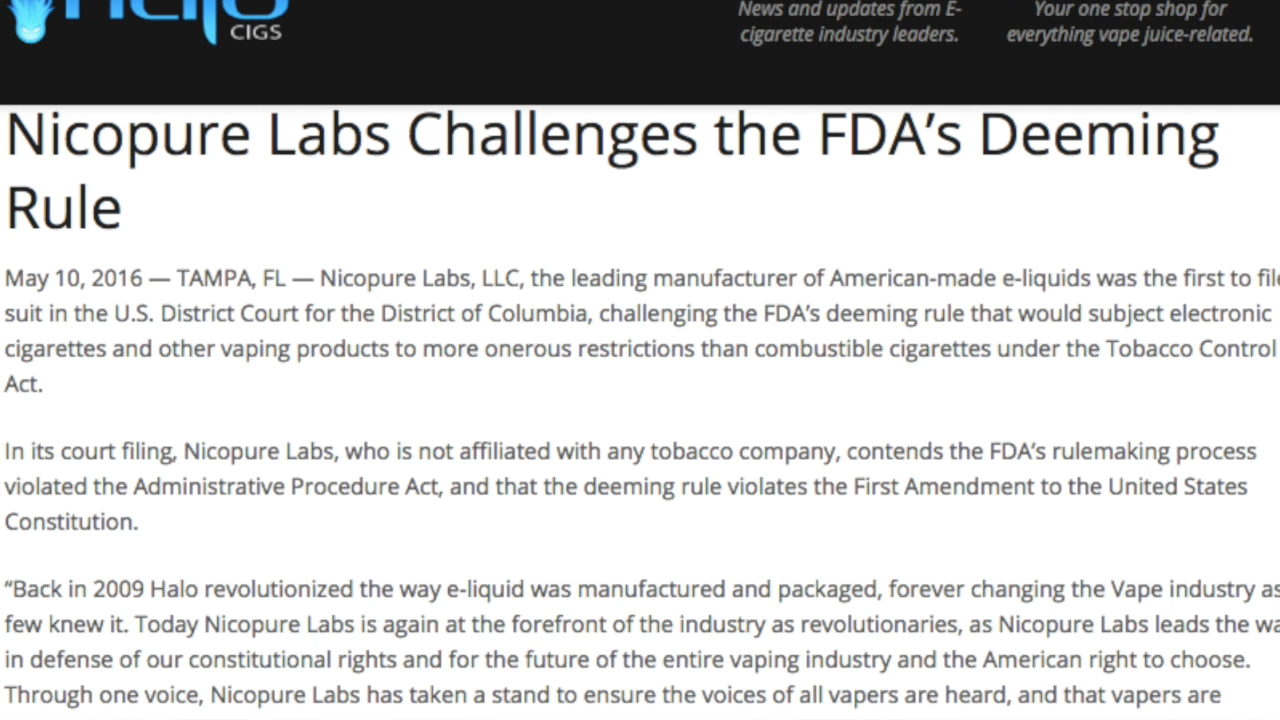 News and updates from E-
cigarette industry leaders.
Your one stop shop for
everything vape juice-related.
CIGS
Nicopure Labs Challenges the FDA’s Deeming
Rule
May 10, 2016 — TAMPA, FL — Nicopure Labs, LLC, the leading manufacturer of American-made e-liquids was the first to
suit in the U.S. District Court for the District of Columbia, challenging the FDA’s deeming rule that would subject electronic
cigarettes and other vaping products to more onerous restrictions than combustible cigarettes under the Tobacco Control
Act.
In its court filing, Nicopure Labs, who is not affiliated with any tobacco company, contends the FDA’s rulemaking process
violated the Administrative Procedure Act, and that the deeming rule violates the First Amendment to the United States
Constitution.
“Back in 2009 Halo revolutionized the way e-liquid was manufactured and packaged, forever changing the Vape industry as
few knew it. Today Nicopure Labs is again at the forefront of the industry as revolutionaries, as Nicopure Labs leads the
in defense of our constitutional rights and for the future of the entire vaping industry and the American right to choose.
Through one voice, Nicopure Labs has taken a stand to ensure the voices of all vapers are heard, and that vapers are